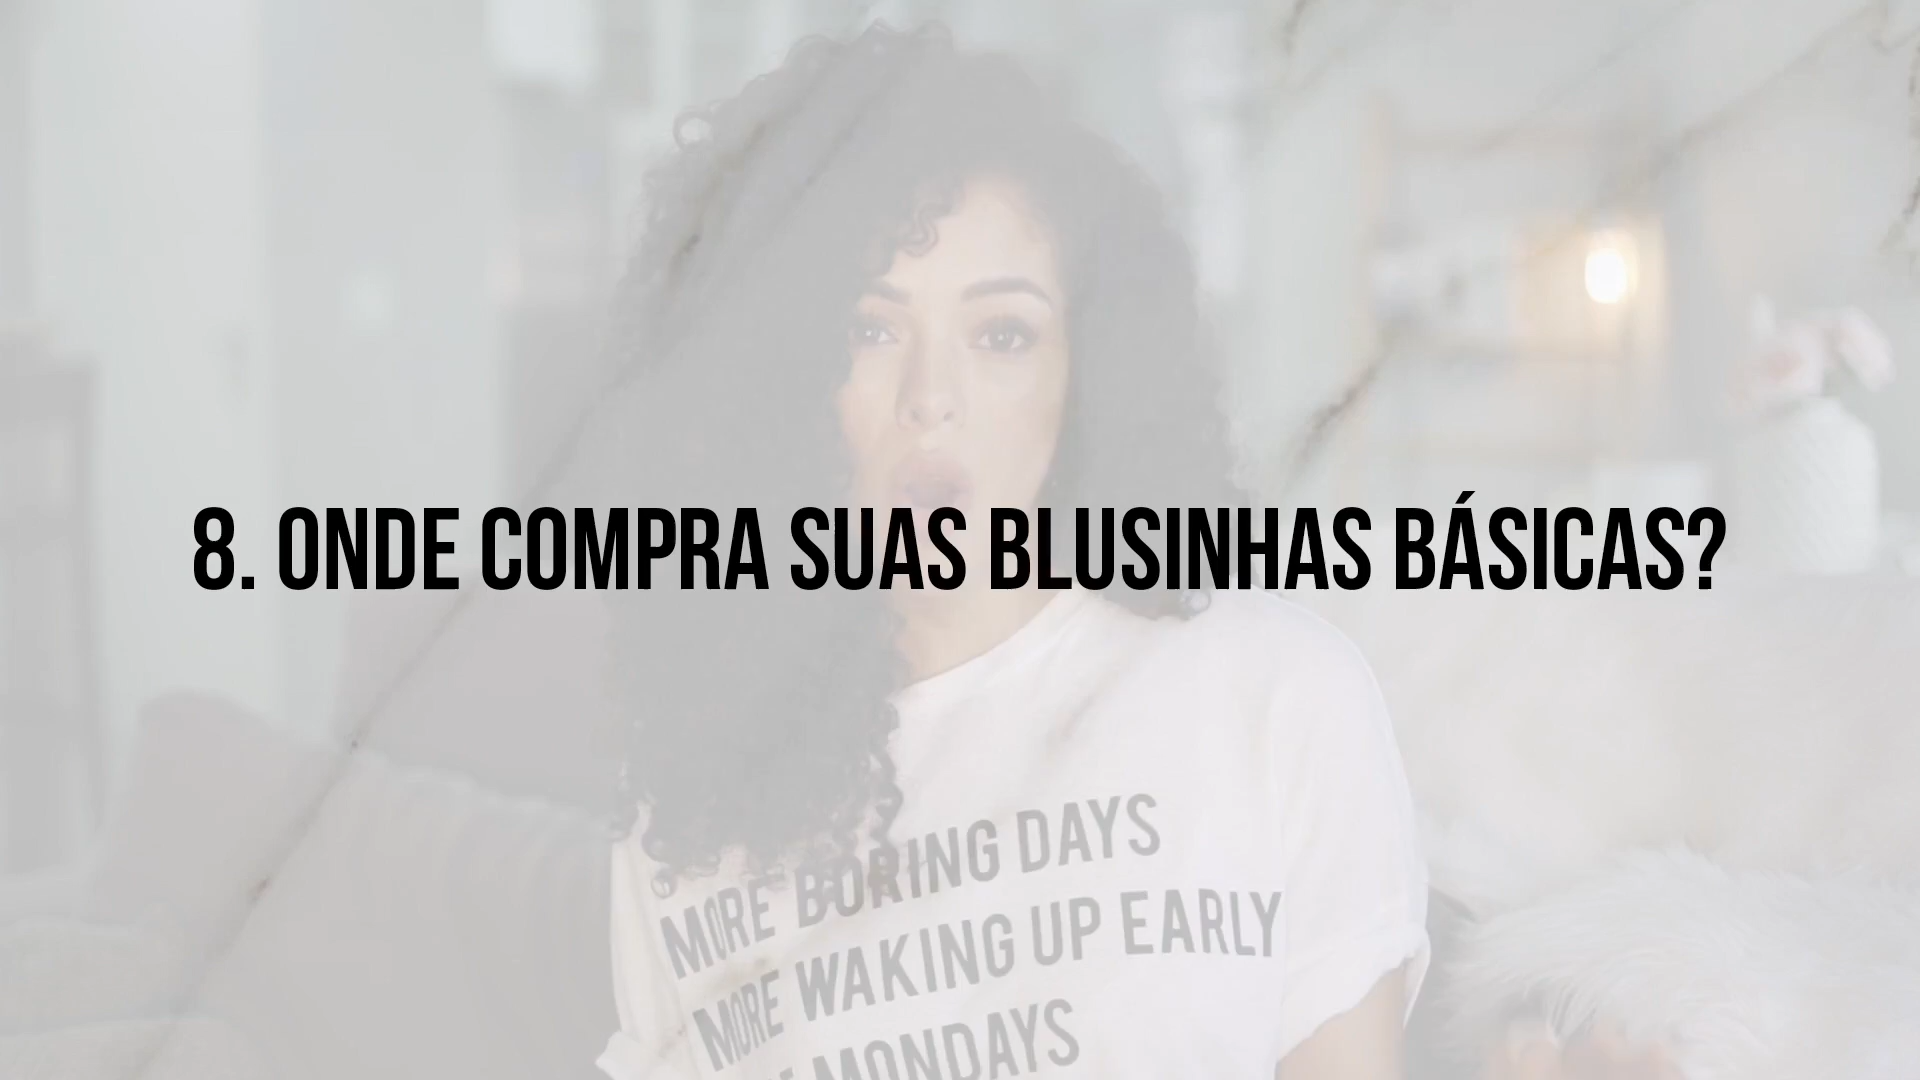 8. ONDE COMPRA SUAS BLUSINHAS BÁSICAS?
MORE BORING DAYS
MORE WAKING UP EARLY
MONDAYS